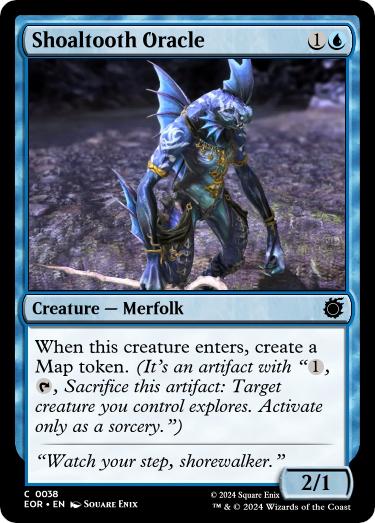 Shoaltooth Oracle 1
Creature — Merfolk
When this creature enters, create a
Map token. (It's an artifact with “1,
, Sacrifice this artifact: Target
creature you control explores. Activate
only as a sorcery.”)
“Watch your step, shorewalker.”
2/1
C 0038
EOR • EN Square Enix
© 2024 Square Enix
™ & © 2024 Wizards of the Coast